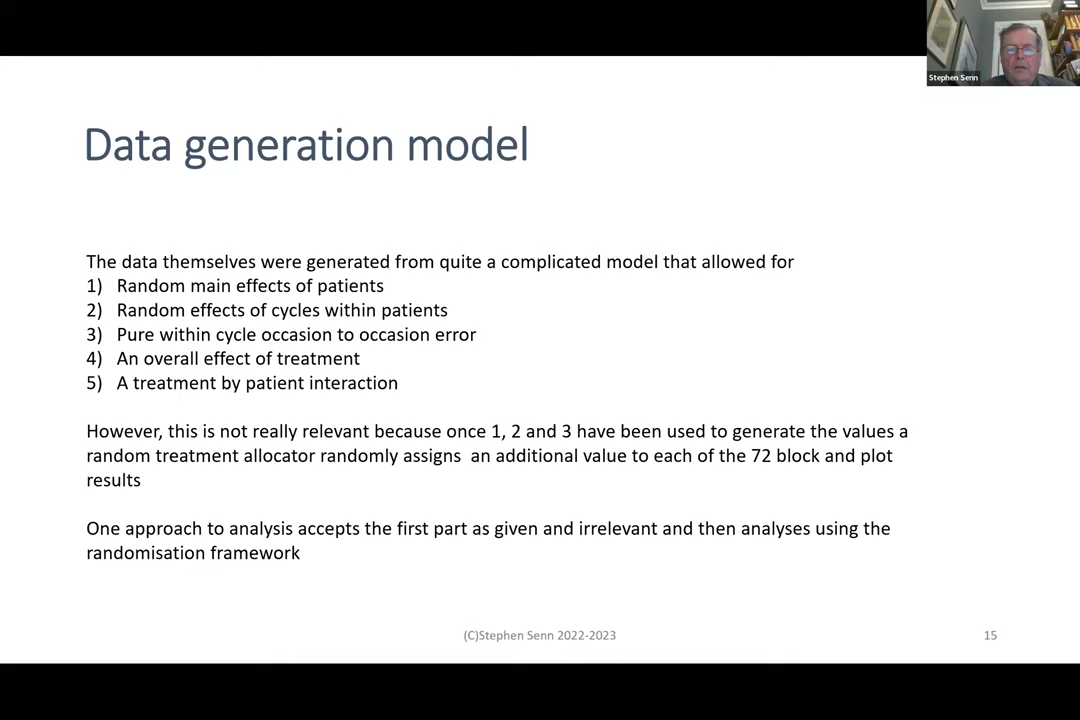 Stephen Senn
Data generation model
The data themselves were generated from quite a complicated model that allowed for
1) Random main effects of patients
2) Random effects of cycles within patients
3) Pure within cycle occasion to occasion error
4) An overall effect of treatment
5) A treatment by patient interaction
However, this is not really relevant because once 1, 2 and 3 have been used to generate the values a
random treatment allocator randomly assigns an additional value to each of the 72 block and plot
results
One approach to analysis accepts the first part as given and irrelevant and then analyses using the
randomisation framework
(C)Stephen Senn 2022-2023
15